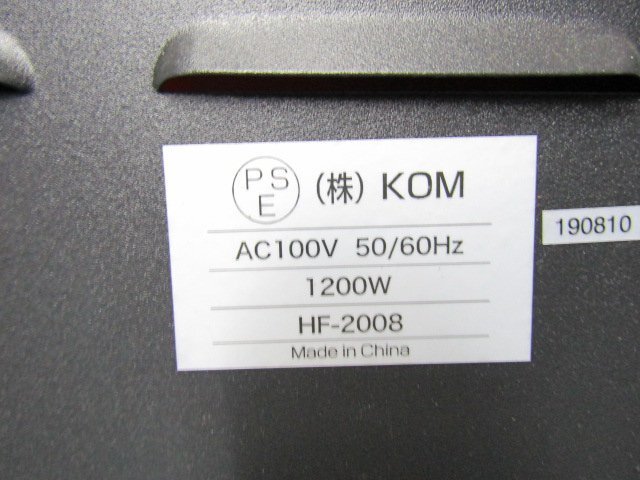 PSE (株) KOM
AC100V 50/60Hz
1200W
HF-2008
Made in China
190810